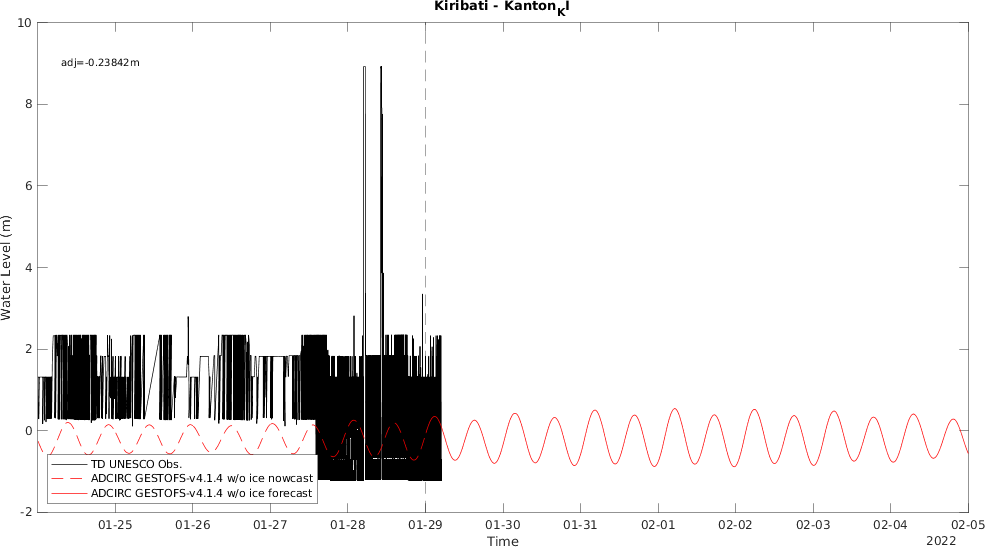 Kiribati - Kanton_KI
10
adj=-0.23842m
8
6
4
2
0
-2
Water Level (m)
TD UNESCO Obs.
ADCIRC GESTOFS-v4.1.4 w/o ice nowcast
ADCIRC GESTOFS-v4.1.4 w/o ice forecast
01-25 01-26 01-27 01-28 01-29 01-30 01-31 02-01 02-02 02-03 02-04 02-05
Time
2022